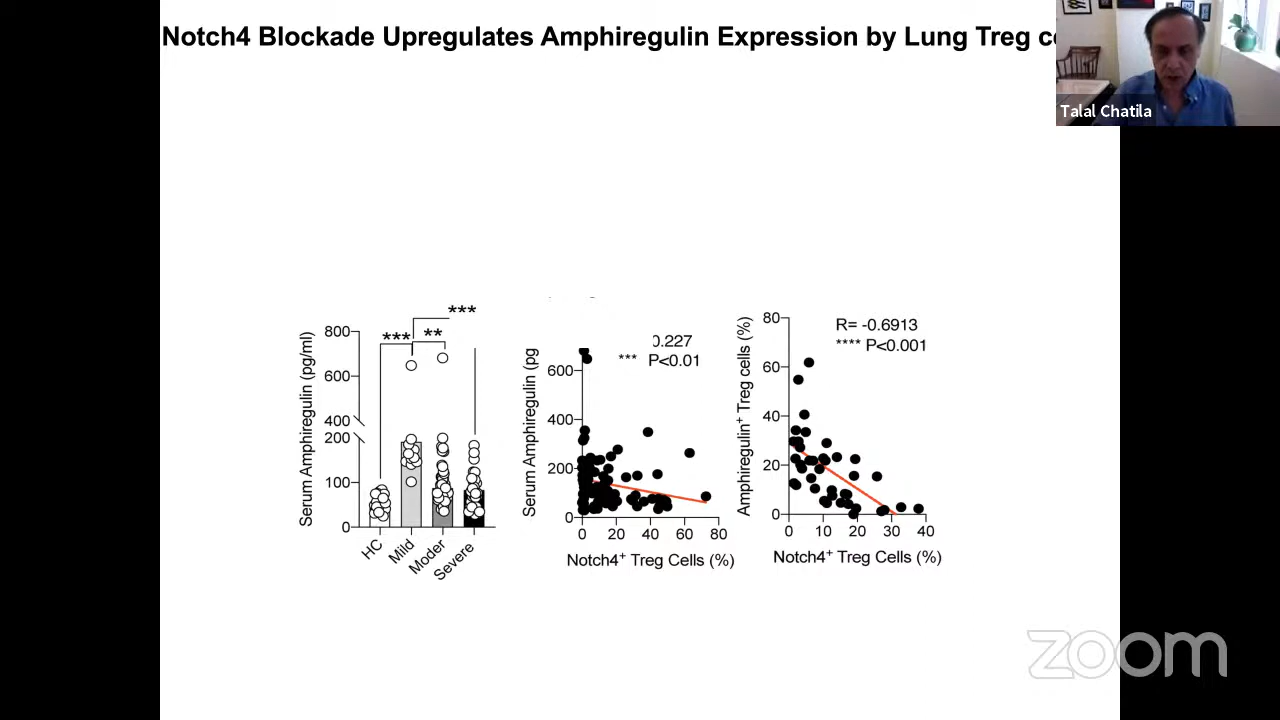 Notch4 Blockade Upregulates Amphiregulin Expression by Lung Treg
Talal Chatila
Serum Amphiregulin (pg/ml)
800
600
400
200
100
0
***
**
***
HC
Mild
Moder
Severe
Serum Amphiregulin (pg
600
400
200
0
0.227
*** P<0.01
0 20 40 60 80
Notch4+ Treg Cells (%)
Amphiregulin+ Treg cells (%)
80
60
40
20
0
R= -0.6913
**** P<0.001
0 10 20 30 40
Notch4+ Treg Cells (%)
zoom